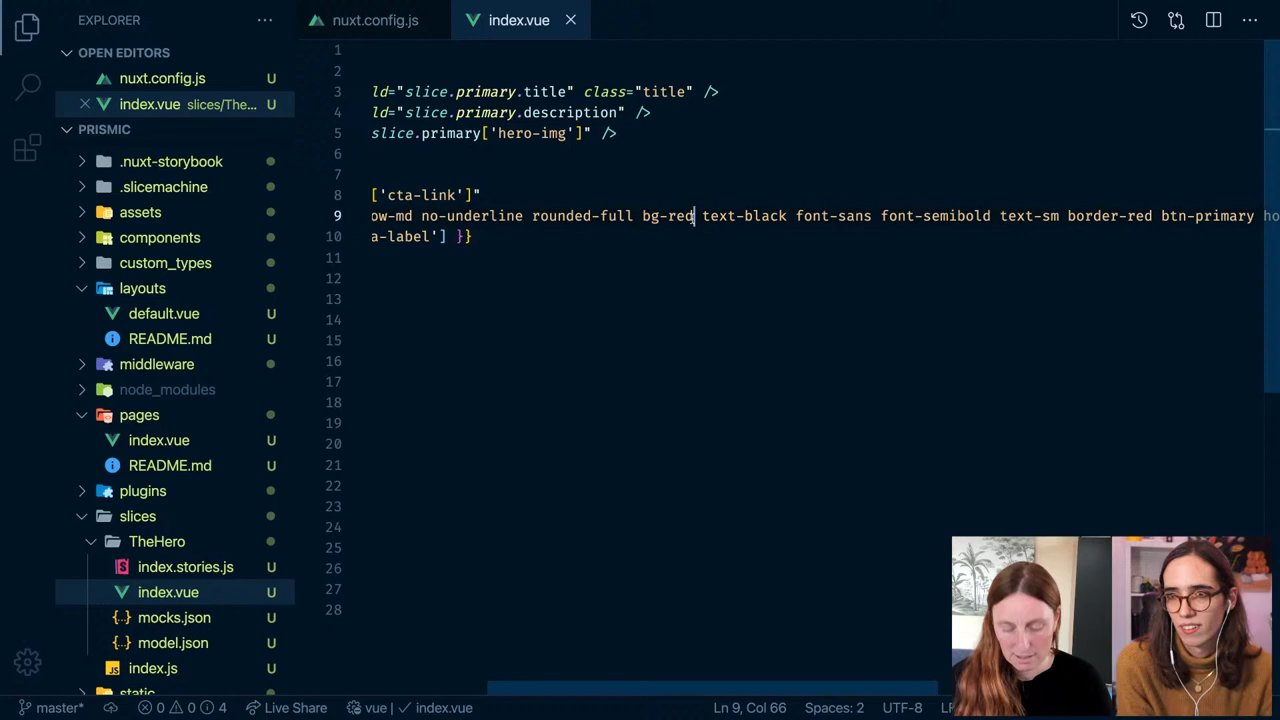 EXPLORER
nuxt.config.js
index.vue
OPEN EDITORS
nuxt.config.js U
index.vue slices/The... U
PRISMIC
.nuxt-storybook
.slicemachine
assets
components
custom_types
layouts
default.vue U
README.md U
middleware
node_modules
pages
index.vue U
README.md U
plugins
slices
TheHero
index.stories.js U
index.vue U
mocks.json U
model.json U
index.js U
1
2
3 ld="slice.primary.title" class="title" />
4 ld="slice.primary.description" />
5 slice.primary['hero-img']" />
6
7
8 ['cta-link']"
9 ow-md no-underline rounded-full bg-red text-black font-sans font-semibold text-sm border-red btn-primary ho
10 a-label'] }}
11
12
13
14
15
16
17
18
19
20
21
22
23
24
25
26
27
28
master* 0 0 4 Live Share vue | index.vue Ln 9, Col 66 Spaces: 2 UTF-8